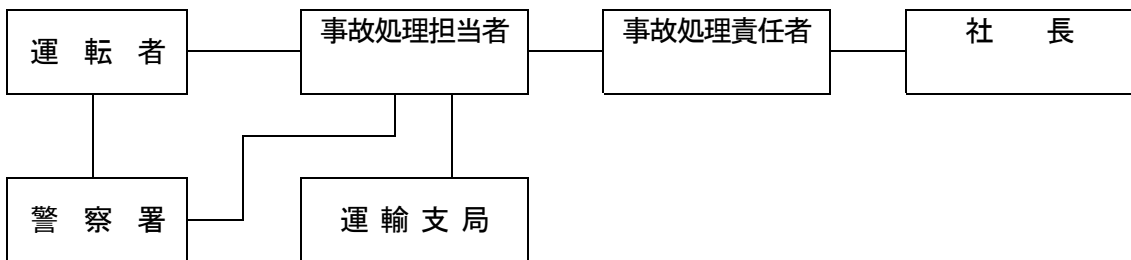 運転者
事故処理担当者
事故処理責任者
社長
警察署
運輸支局